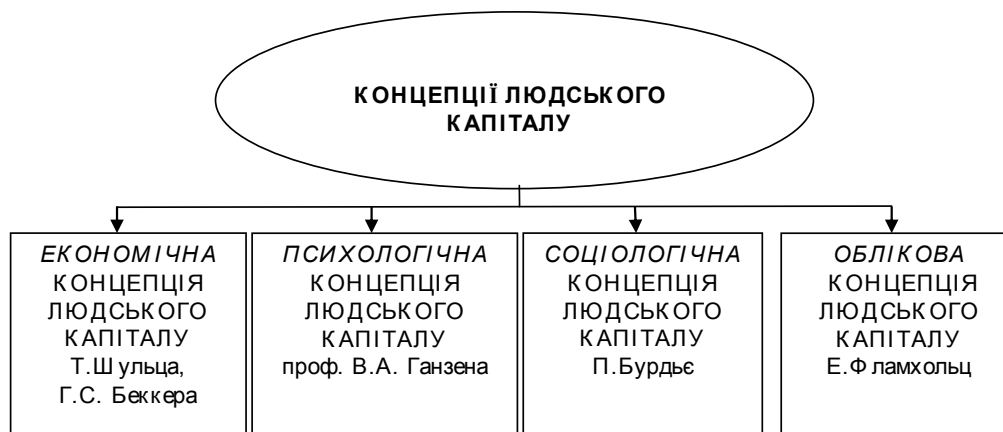 КОНЦЕПЦІЇ ЛЮДСЬКОГО
КАПІТАЛУ
ЕКОНОМІЧНА
КОНЦЕПЦІЯ
ЛЮДСЬКОГО
КАПІТАЛУ
Т.Шульца,
Г.С. Беккера
ПСИХОЛОГІЧНА
КОНЦЕПЦІЯ
ЛЮДСЬКОГО
КАПІТАЛУ
проф. В.А. Ганзена
СОЦІОЛОГІЧНА
КОНЦЕПЦІЯ
ЛЮДСЬКОГО
КАПІТАЛУ
П.Бурдьє
ОБЛІКОВА
КОНЦЕПЦІЯ
ЛЮДСЬКОГО
КАПІТАЛУ
Е.Фламхольц